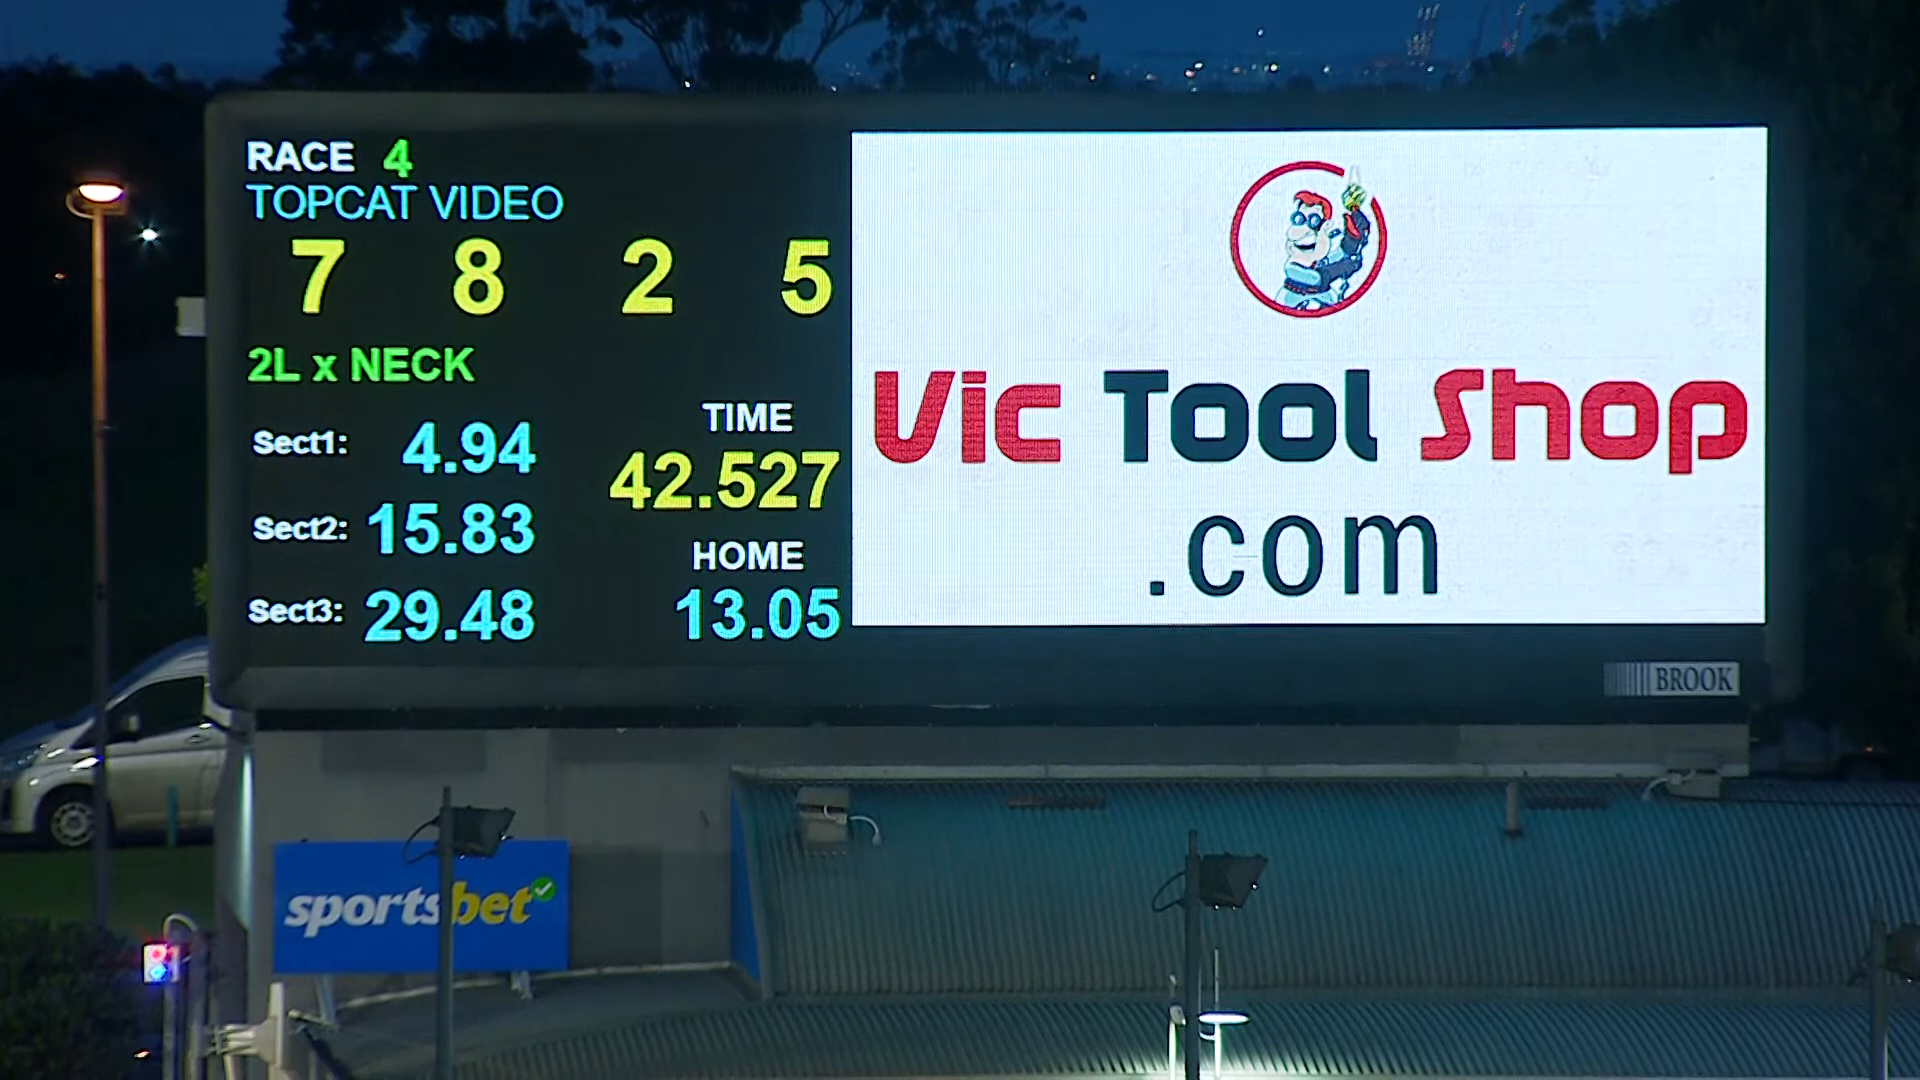 RACE 4
TOPCAT VIDEO
7 8 2 5
2L x NECK
Sect1: 4.94
Sect2: 15.83
Sect3: 29.48
TIME
42.527
HOME
13.05
Vic Tool Shop
.com
BROOK
sportsbet